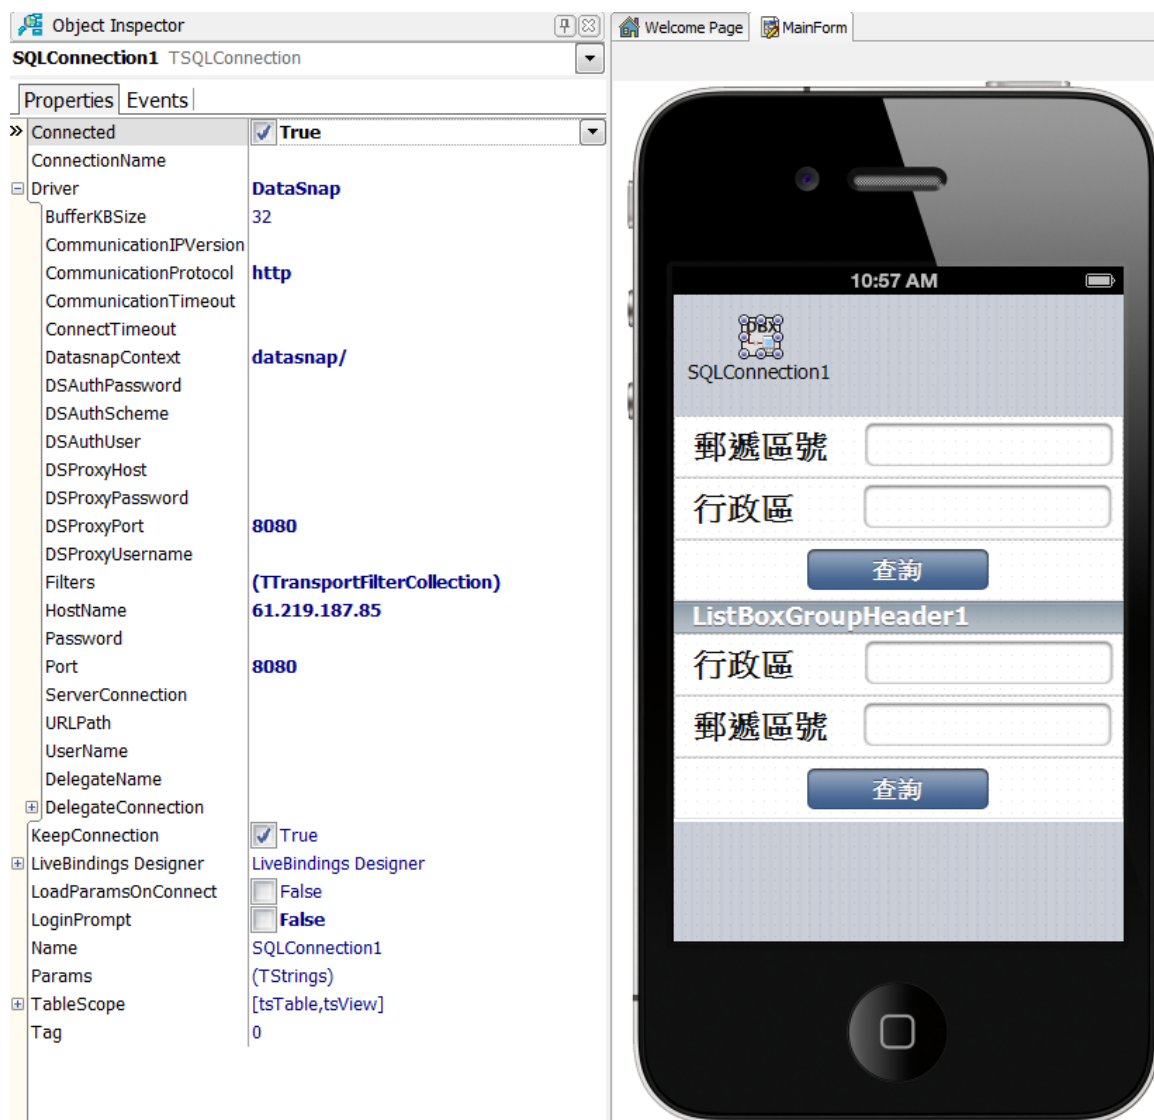 Object Inspector
SQLConnection1 TSQLConnection
Properties Events
Connected True
ConnectionName
Driver DataSnap
BufferKBSize 32
CommunicationIPVersion
CommunicationProtocol http
CommunicationTimeout
ConnectTimeout
DatasnapContext datasnap/
DSAuthPassword
DSAuthScheme
DSAuthUser
DSProxyHost
DSProxyPassword
DSProxyPort 8080
DSProxyUsername
Filters (TTransportFilterCollection)
HostName 61.219.187.85
Password
Port 8080
ServerConnection
URLPath
UserName
DelegateName
DelegateConnection
KeepConnection True
LiveBindings Designer LiveBindings Designer
LoadParamsOnConnect False
LoginPrompt False
Name SQLConnection1
Params (TStrings)
TableScope [tsTable,tsView]
Tag 0
Welcome Page MainForm
10:57 AM
DBX
SQLConnection1
郵遞區號
行政區
查詢
ListBoxGroupHeader1
行政區
郵遞區號
查詢